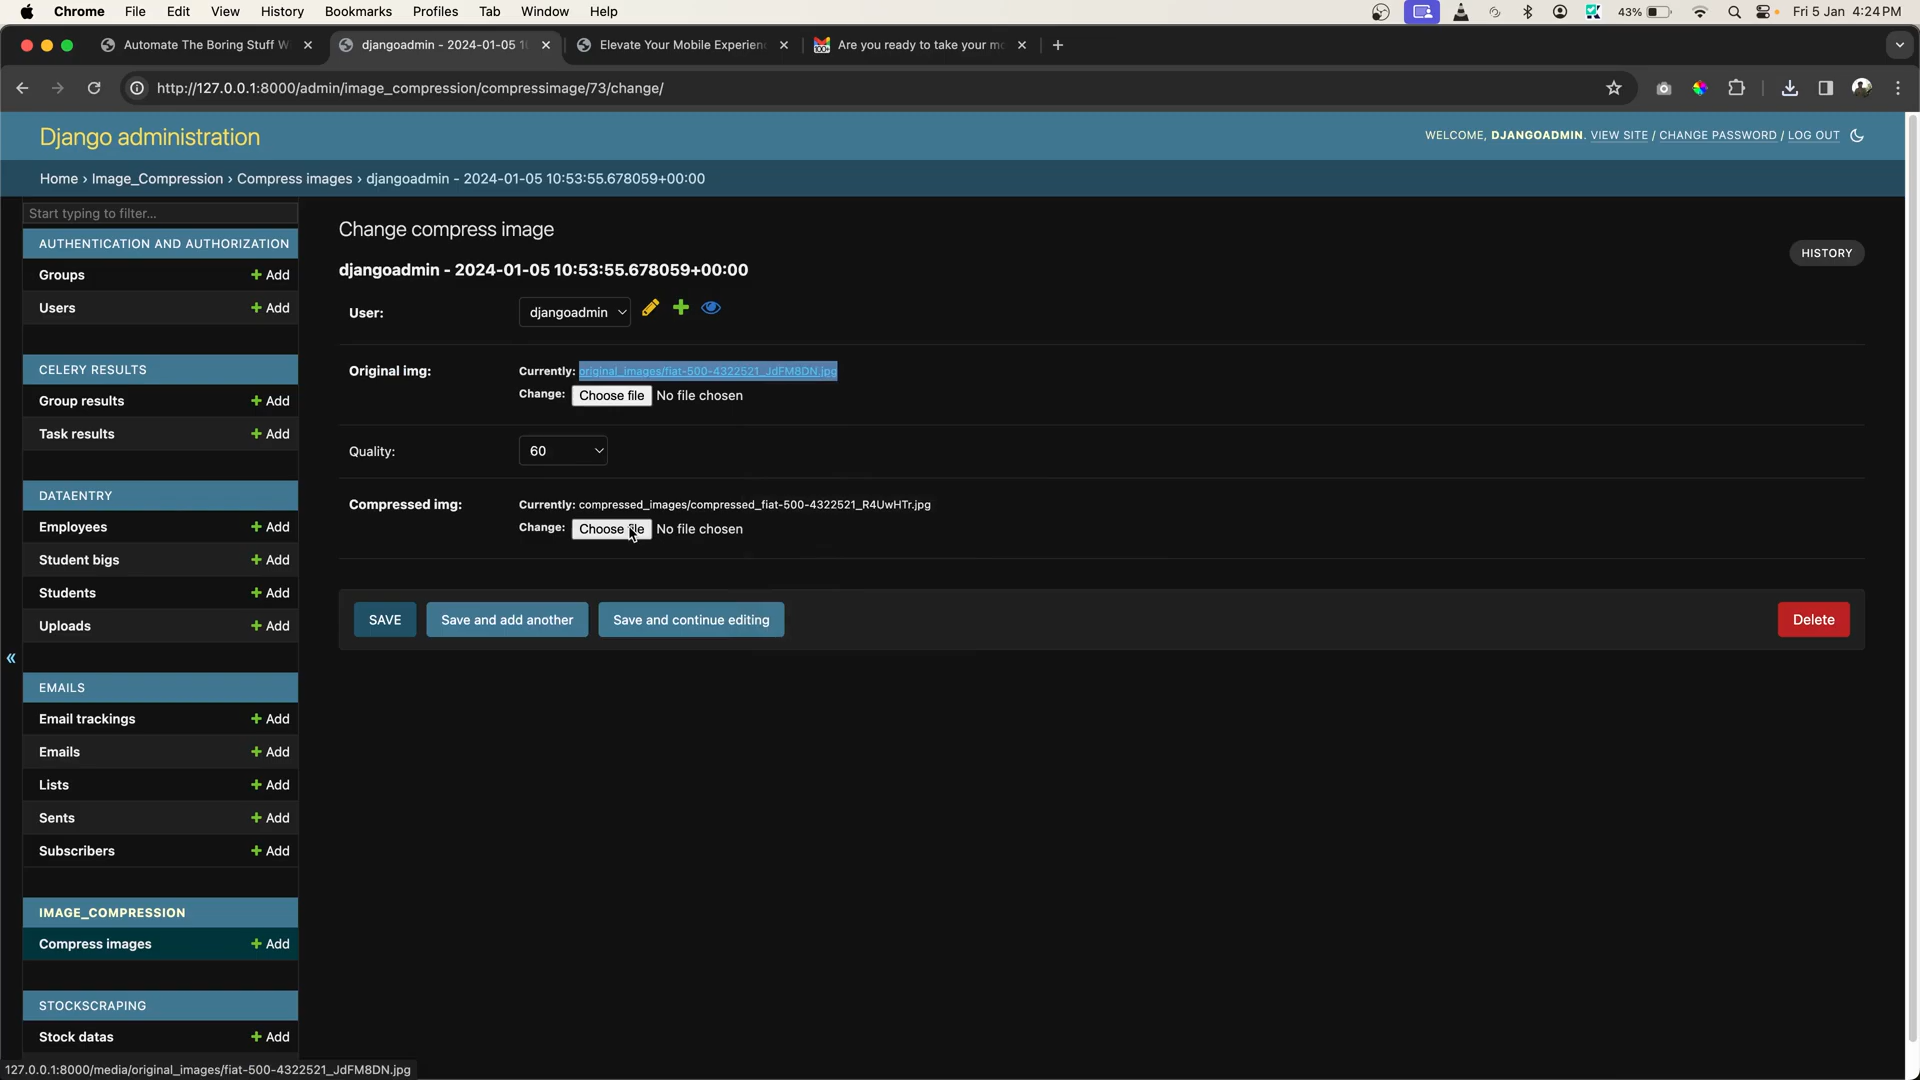 Chrome File Edit View History Bookmarks Profiles Tab Window Help 43% Fri 5 Jan 4:24 PM
Automate The Boring Stuff W djangoadmin - 2024-01-05 1 Elevate Your Mobile Experien Are you ready to take your mo
http://127.0.0.1:8000/admin/image_compression/compressimage/73/change/
Django administration
WELCOME, DJANGOADMIN. VIEW SITE / CHANGE PASSWORD / LOG OUT
Home › Image_Compression › Compress images › djangoadmin - 2024-01-05 10:53:55.678059+00:00
Start typing to filter...
AUTHENTICATION AND AUTHORIZATION
Groups + Add
Users + Add
CELERY RESULTS
Group results + Add
Task results + Add
DATAENTRY
Employees + Add
Student bigs + Add
Students + Add
Uploads + Add
«
EMAILS
Email trackings + Add
Emails + Add
Lists + Add
Sents + Add
Subscribers + Add
IMAGE_COMPRESSION
Compress images + Add
STOCKSCRAPING
Stock datas + Add
Change compress image
HISTORY
djangoadmin - 2024-01-05 10:53:55.678059+00:00
User: djangoadmin
Original img: Currently: original_images/fiat-500-4322521_JdFM8DN.jpg
Change: Choose file No file chosen
Quality: 60
Compressed img: Currently: compressed_images/compressed_fiat-500-4322521_R4UwHTr.jpg
Change: Choose file No file chosen
SAVE Save and add another Save and continue editing Delete
127.0.0.1:8000/media/original_images/fiat-500-4322521_JdFM8DN.jpg